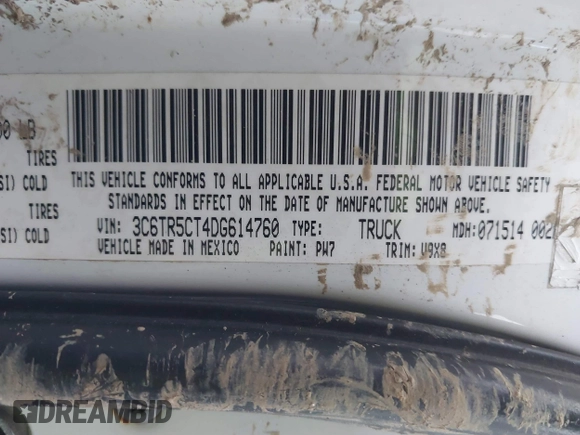 00 LB
TIRES
SI) COLD
TIRES
SI) COLD
THIS VEHICLE CONFORMS TO ALL APPLICABLE U.S.A. FEDERAL MOTOR VEHICLE SAFETY
STANDARDS IN EFFECT ON THE DATE OF MANUFACTURE SHOWN ABOVE.
VIN: 3C6TR5CT4DG614760 TYPE: TRUCK MDH: 071514 002
VEHICLE MADE IN MEXICO PAINT: PW7 TRIM: V9X8
DREAMBID